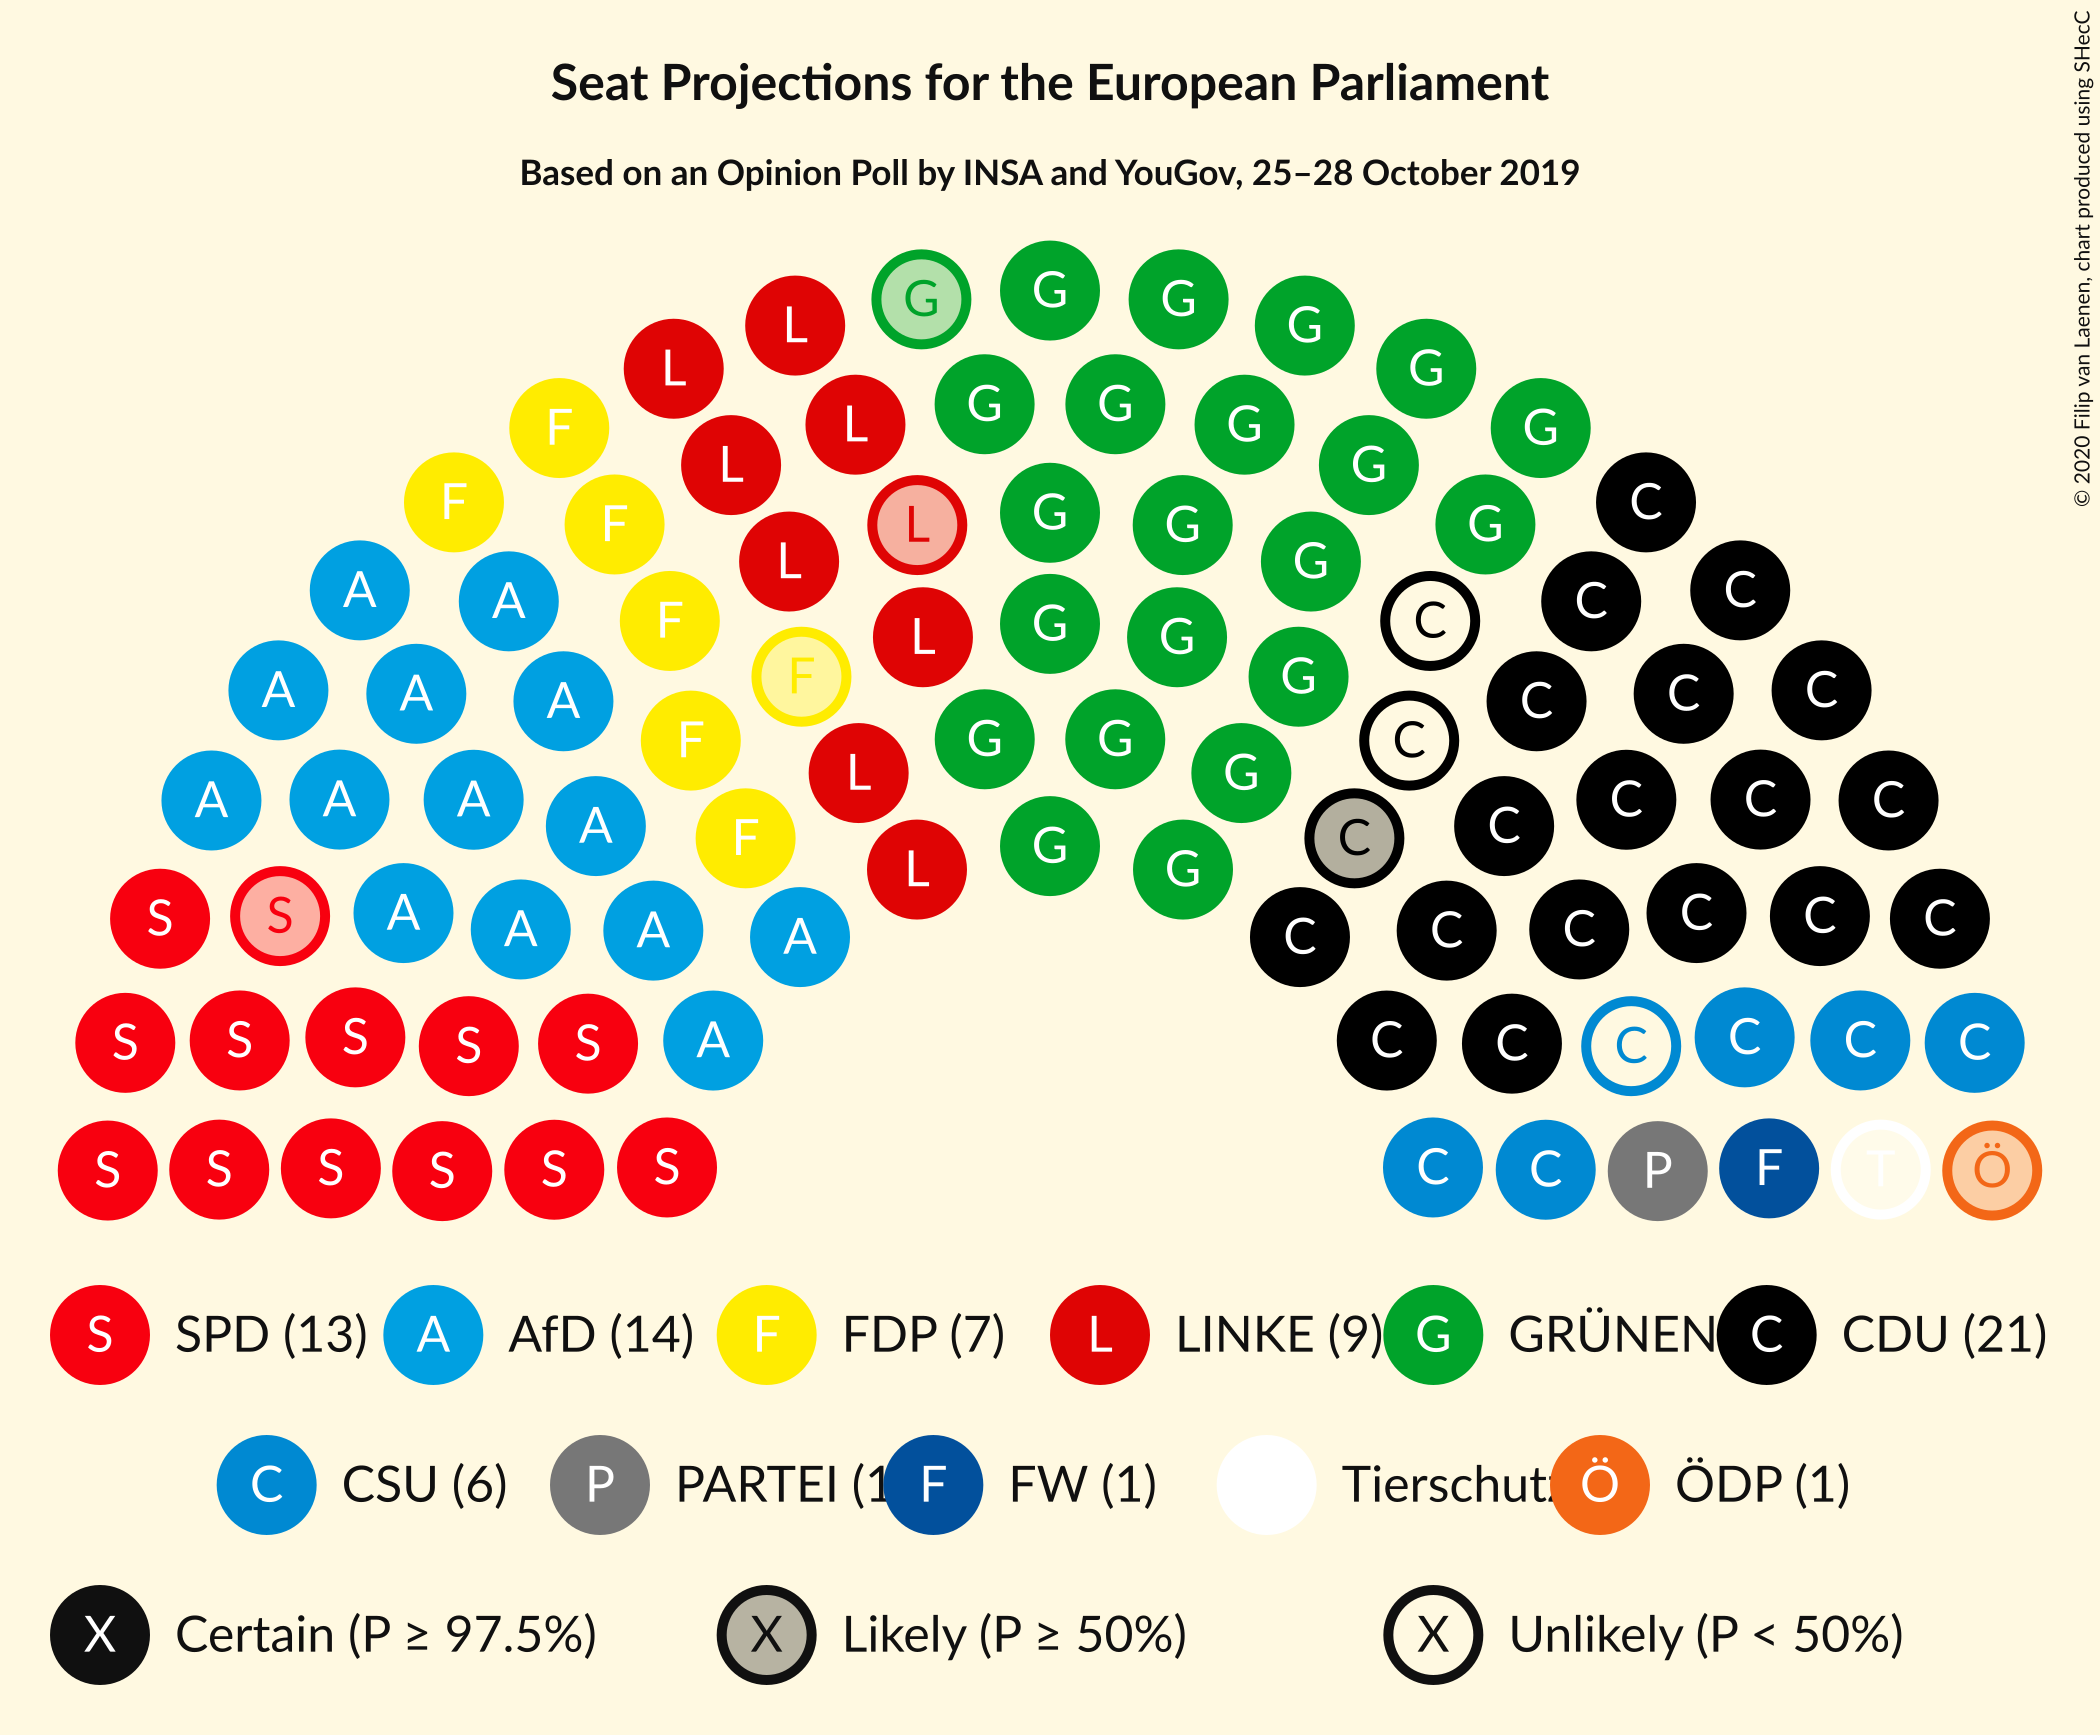 Seat Projections for the European Parliament
Based on an Opinion Poll by INSA and YouGov, 25–28 October 2019
© 2020 Filip van Laenen, chart produced using SHecC
G G G G
L G
L G G G G G
F L G C
F L L G G G C
F L G C
A A F L G G G C C
A A A F G C C C
F L G G C
A A A A F L G G G C C C C C
S S A A A A L G C C C C C C
S S S S S A C C C C C C
S S S S S S C C P F T Ö
S SPD (13) A AfD (14) F FDP (7) L LINKE (9) G GRÜNEN C CDU (21)
C CSU (6) P PARTEI (1 F FW (1) Tierschutz Ö ÖDP (1)
X Certain (P ≥ 97.5%) X Likely (P ≥ 50%) X Unlikely (P < 50%)